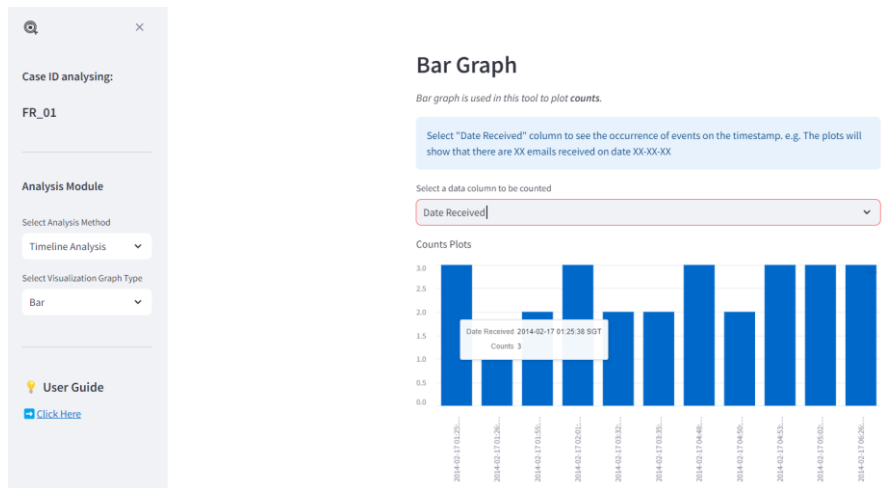 ×
Case ID analysing:
FR_01
Analysis Module
Select Analysis Method
Timeline Analysis
Select Visualization Graph Type
Bar
User Guide
Click Here
Bar Graph
Bar graph is used in this tool to plot counts.
Select "Date Received" column to see the occurrence of events on the timestamp. e.g. The plots will
show that there are XX emails received on date XX-XX-XX
Select a data column to be counted
Date Received
Counts Plots
3.0
2.5
2.0
1.5
1.0
0.5
0.0
Date Received 2014-02-17 01:25:38 SGT
Counts 3
2014-02-17 01:25:...
2014-02-17 01:26:...
2014-02-17 01:55:...
2014-02-17 02:01:...
2014-02-17 03:32:...
2014-02-17 03:35:...
2014-02-17 04:48:...
2014-02-17 04:50:...
2014-02-17 04:53:...
2014-02-17 05:02:...
2014-02-17 06:26:...